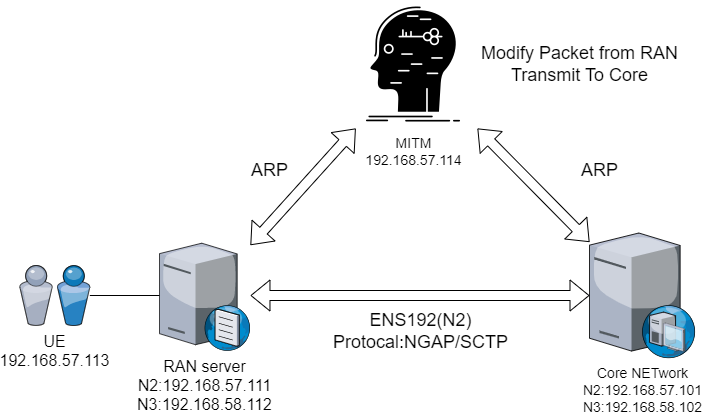 Modify Packet from RAN
Transmit To Core
MITM
192.168.57.114
ARP
ARP
ENS192(N2)
Protocal:NGAP/SCTP
UE
192.168.57.113
RAN server
N2:192.168.57.111
N3:192.168.58.112
Core NETwork
N2:192.168.57.101
N3:192.168.58.102